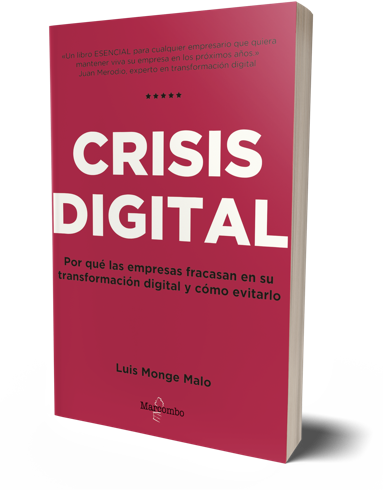 «Un libro ESENCIAL para cualquier empresario que quiera
mantener viva su empresa en los próximos años.»
Juan Merodio, experto en transformación digital
★★★★★
CRISIS
DIGITAL
Por qué las empresas fracasan en su
transformación digital y cómo evitarlo
Luis Monge Malo
Marcombo